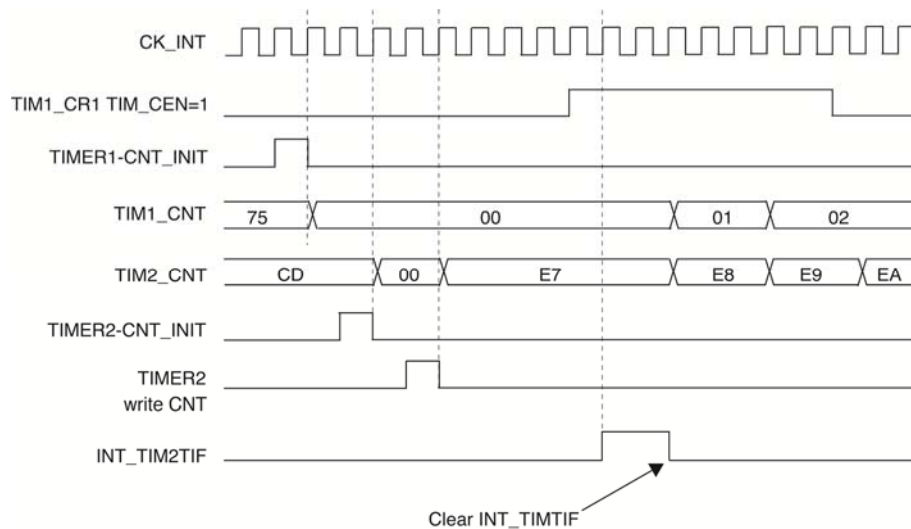 CK_INT
TIM1_CR1 TIM_CEN=1
TIMER1-CNT_INIT
TIM1_CNT
75 00 01 02
TIM2_CNT
CD 00 E7 E8 E9 EA
TIMER2-CNT_INIT
TIMER2
write CNT
INT_TIM2TIF
Clear INT_TIMTIF